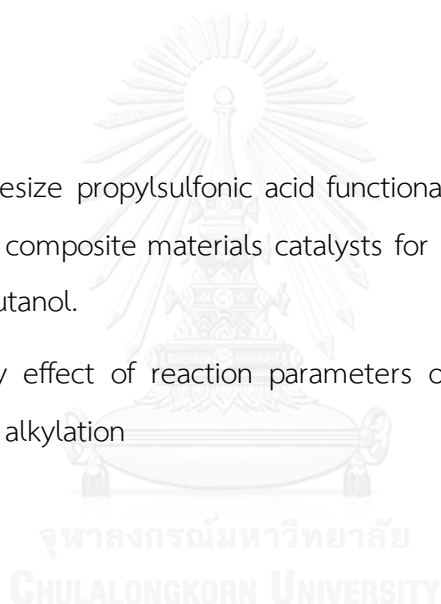 esize propylsulfonic acid functiona
composite materials catalysts for
utanol.
y effect of reaction parameters o
alkylation
จุฬาลงกรณ์มหาวิทยาลัย
CHULALONGKORN UNIVERSITY